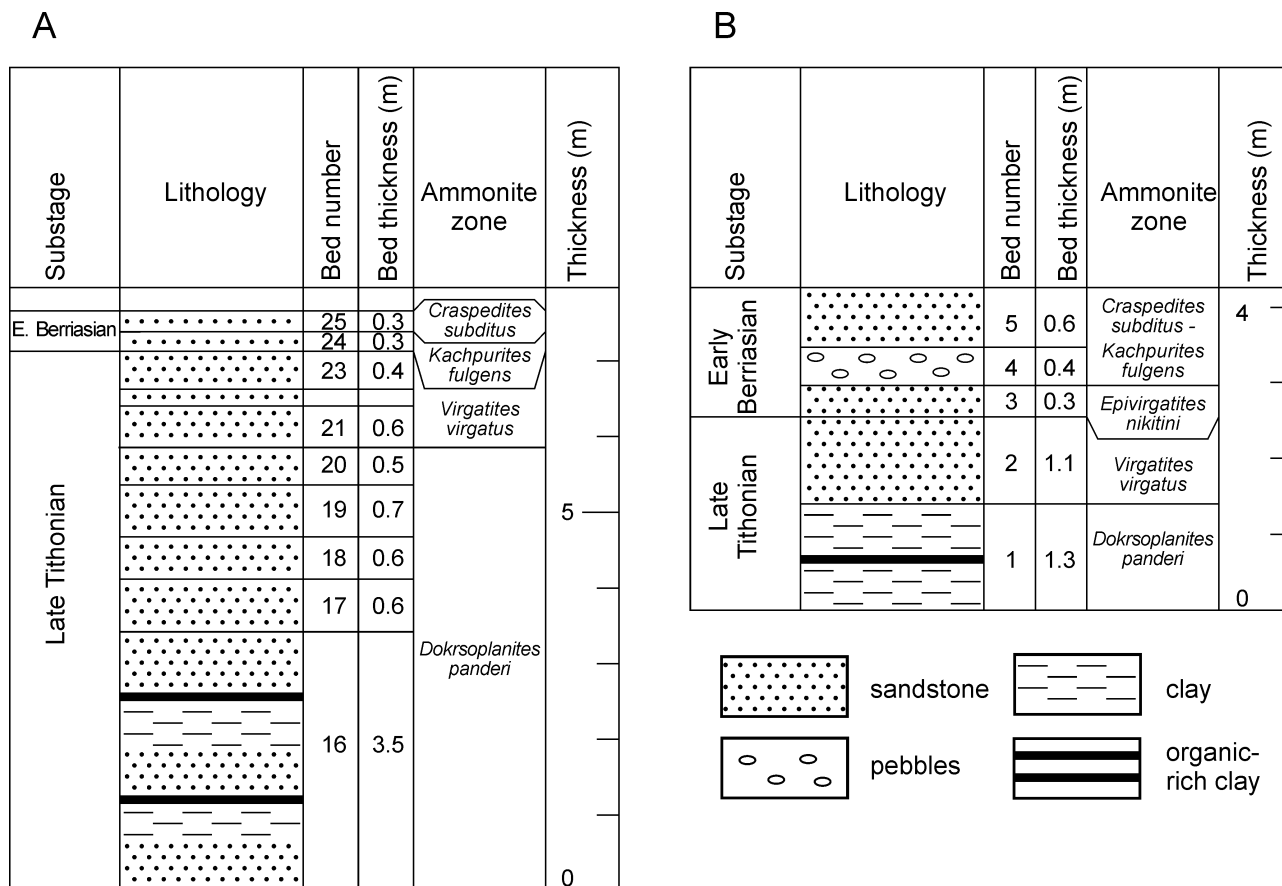 A
Substage
Lithology
Bed number
Bed thickness (m)
Ammonite
zone
Thickness (m)
E. Berriasian
Late Tithonian
25 0.3
24 0.3
23 0.4
21 0.6
20 0.5
19 0.7
18 0.6
17 0.6
16 3.5
Craspedites
subditus
Kachpurites
fulgens
Virgatites
virgatus
Dokrsoplanites
panderi
5
0
B
Substage
Lithology
Bed number
Bed thickness (m)
Ammonite
zone
Thickness (m)
Early
Berriasian
Late
Tithonian
5 0.6
4 0.4
3 0.3
2 1.1
1 1.3
Craspedites
subditus -
Kachpurites
fulgens
Epivirgatites
nikitini
Virgatites
virgatus
Dokrsoplanites
panderi
4
0
sandstone
clay
pebbles
organic-
rich clay